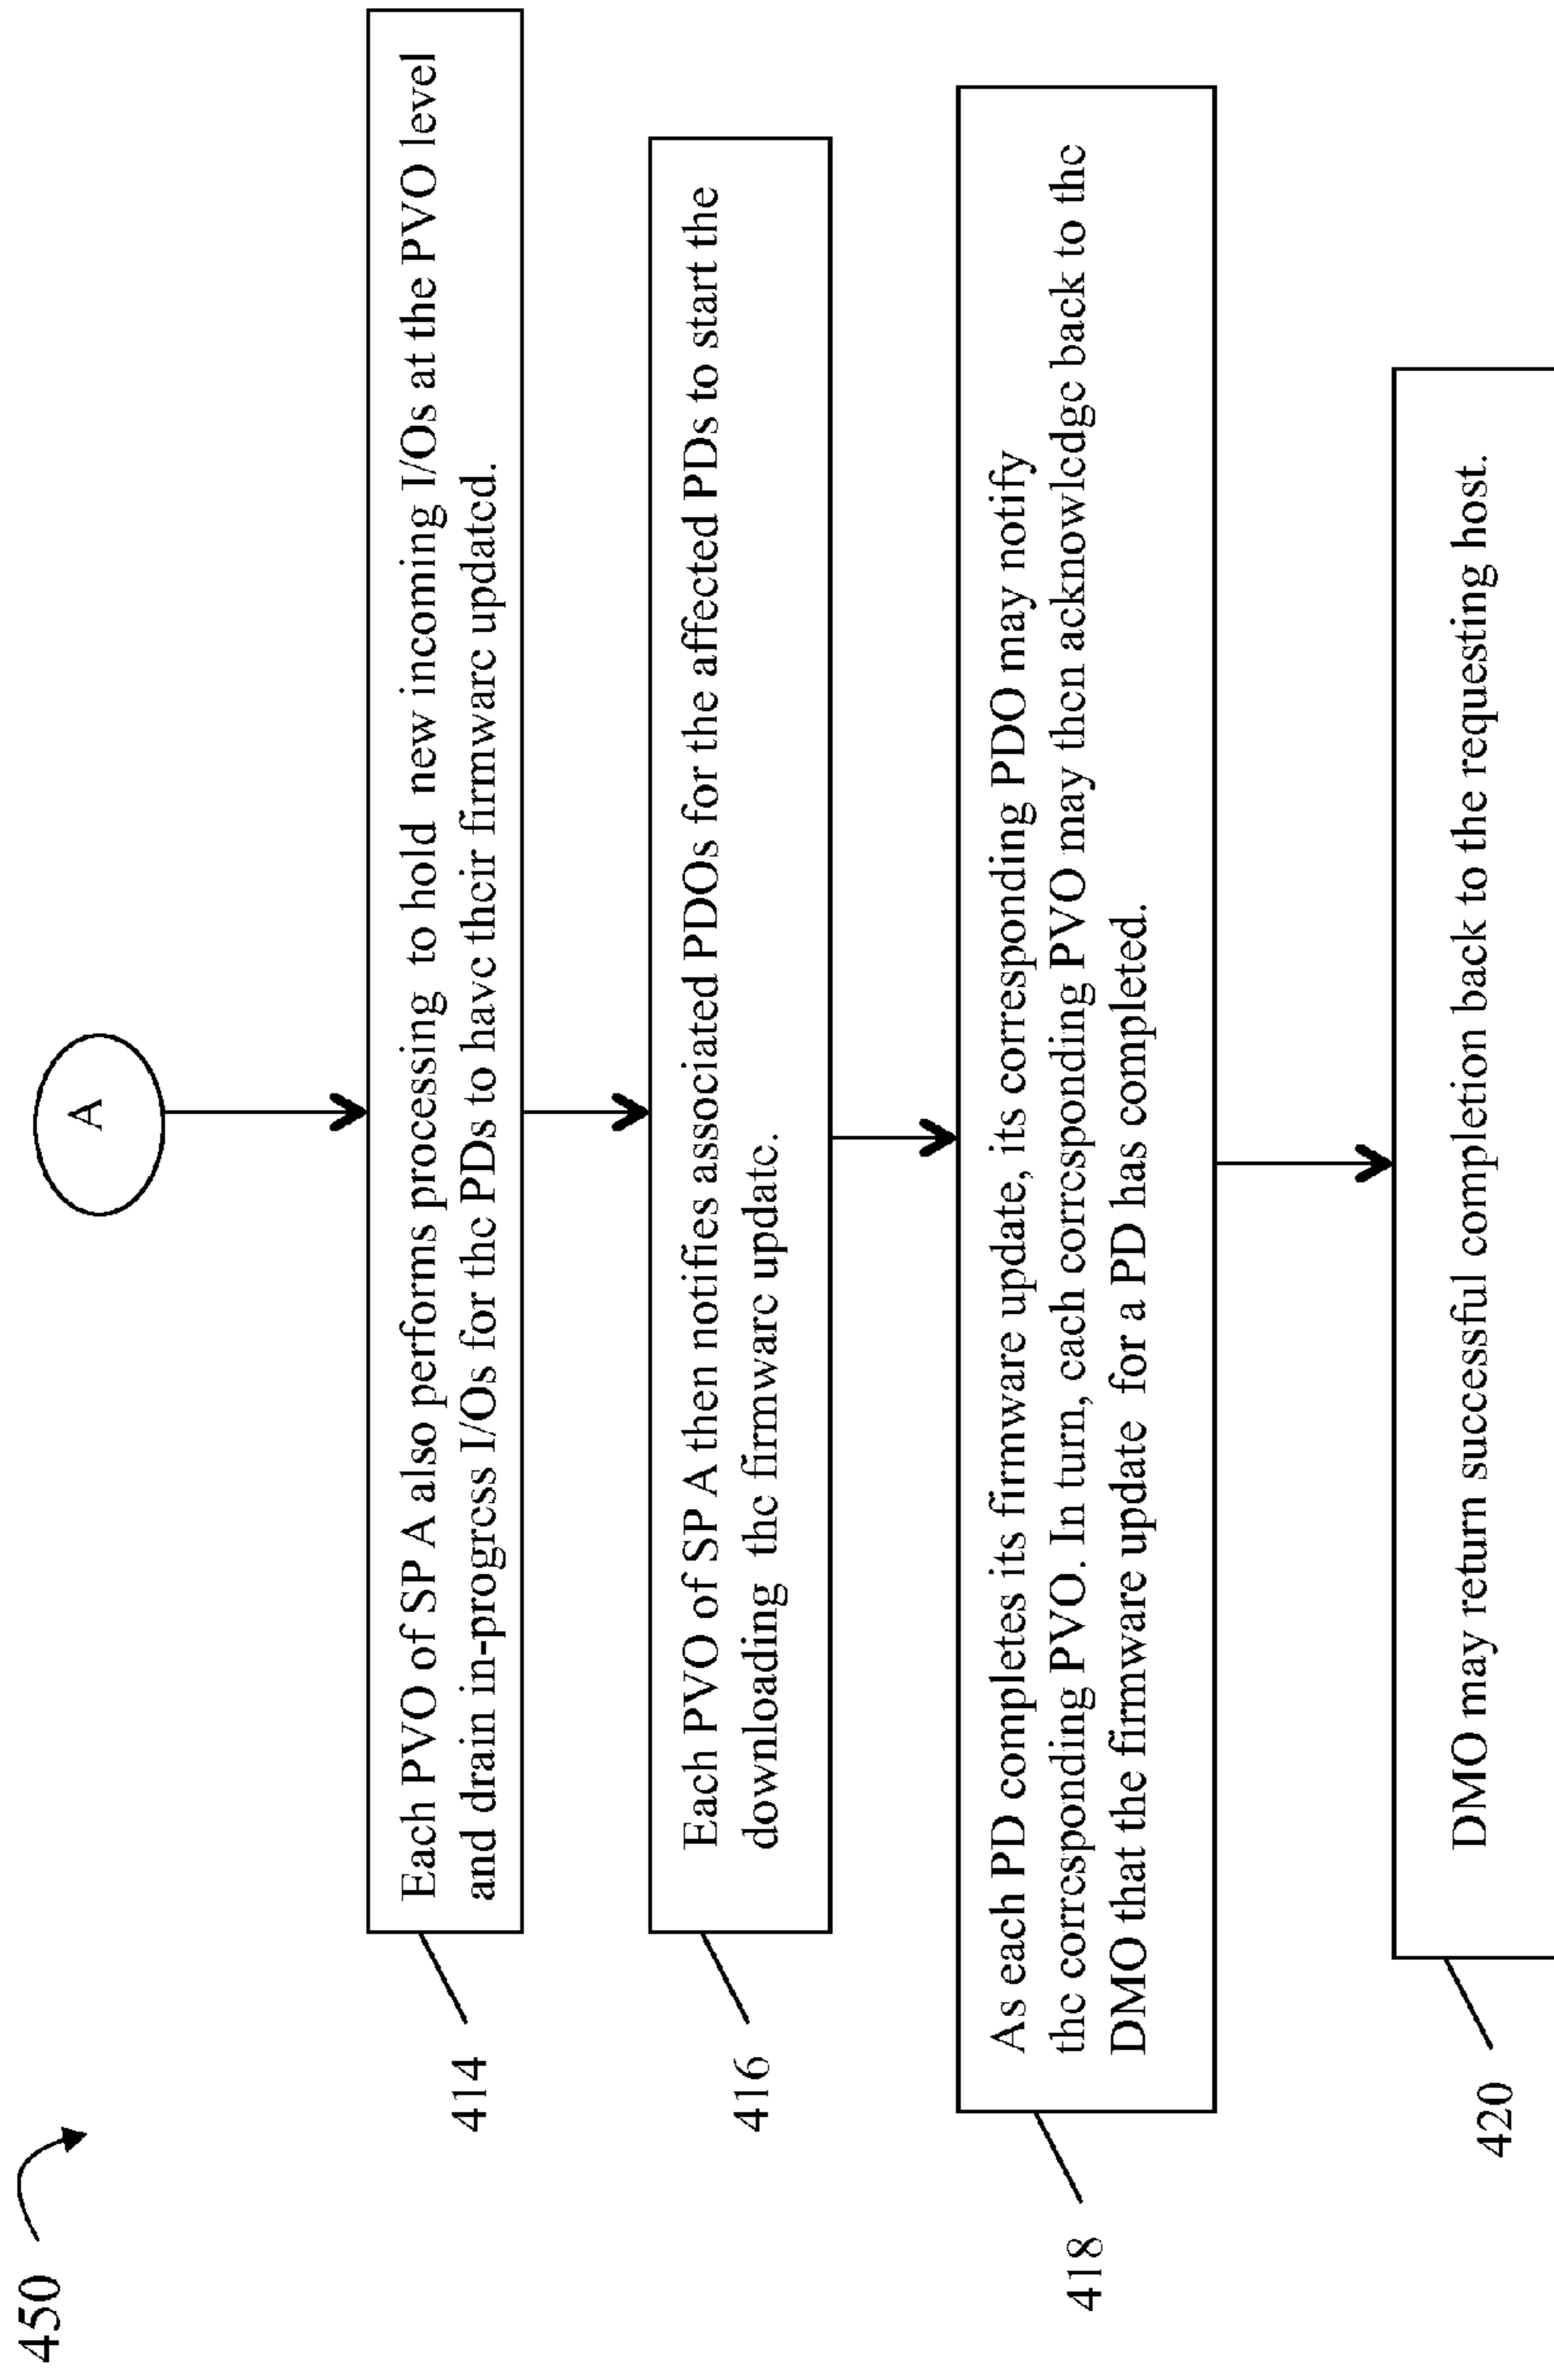 450
A
414
Each PVO of SP A also performs processing to hold new incoming I/Os at the PVO level
and drain in-progress I/Os for the PDs to have their firmware updated.
416
Each PVO of SP A then notifies associated PDOs for the affected PDs to start the
downloading the firmware update.
418
As each PD completes its firmware update, its corresponding PDO may notify
the corresponding PVO. In turn, each corresponding PVO may then acknowledge back to the
DMO that the firmware update for a PD has completed.
420
DMO may return successful completion back to the requesting host.